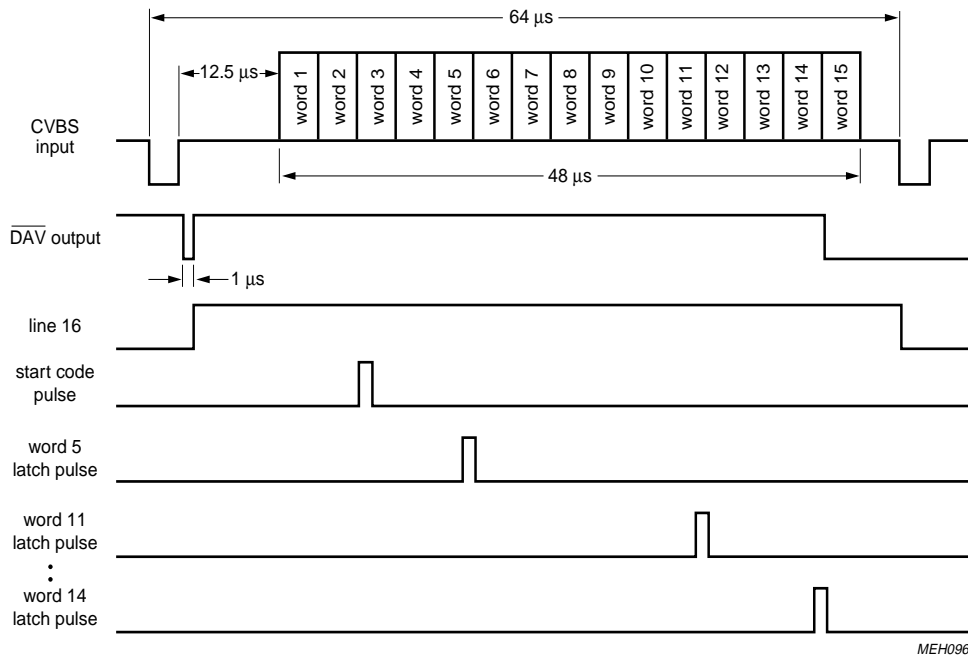 64 μs
12.5 μs
word 1
word 2
word 3
word 4
word 5
word 6
word 7
word 8
word 9
word 10
word 11
word 12
word 13
word 14
word 15
CVBS
input
48 μs
DAV output
1 μs
line 16
start code
pulse
word 5
latch pulse
word 11
latch pulse
word 14
latch pulse
MEH096